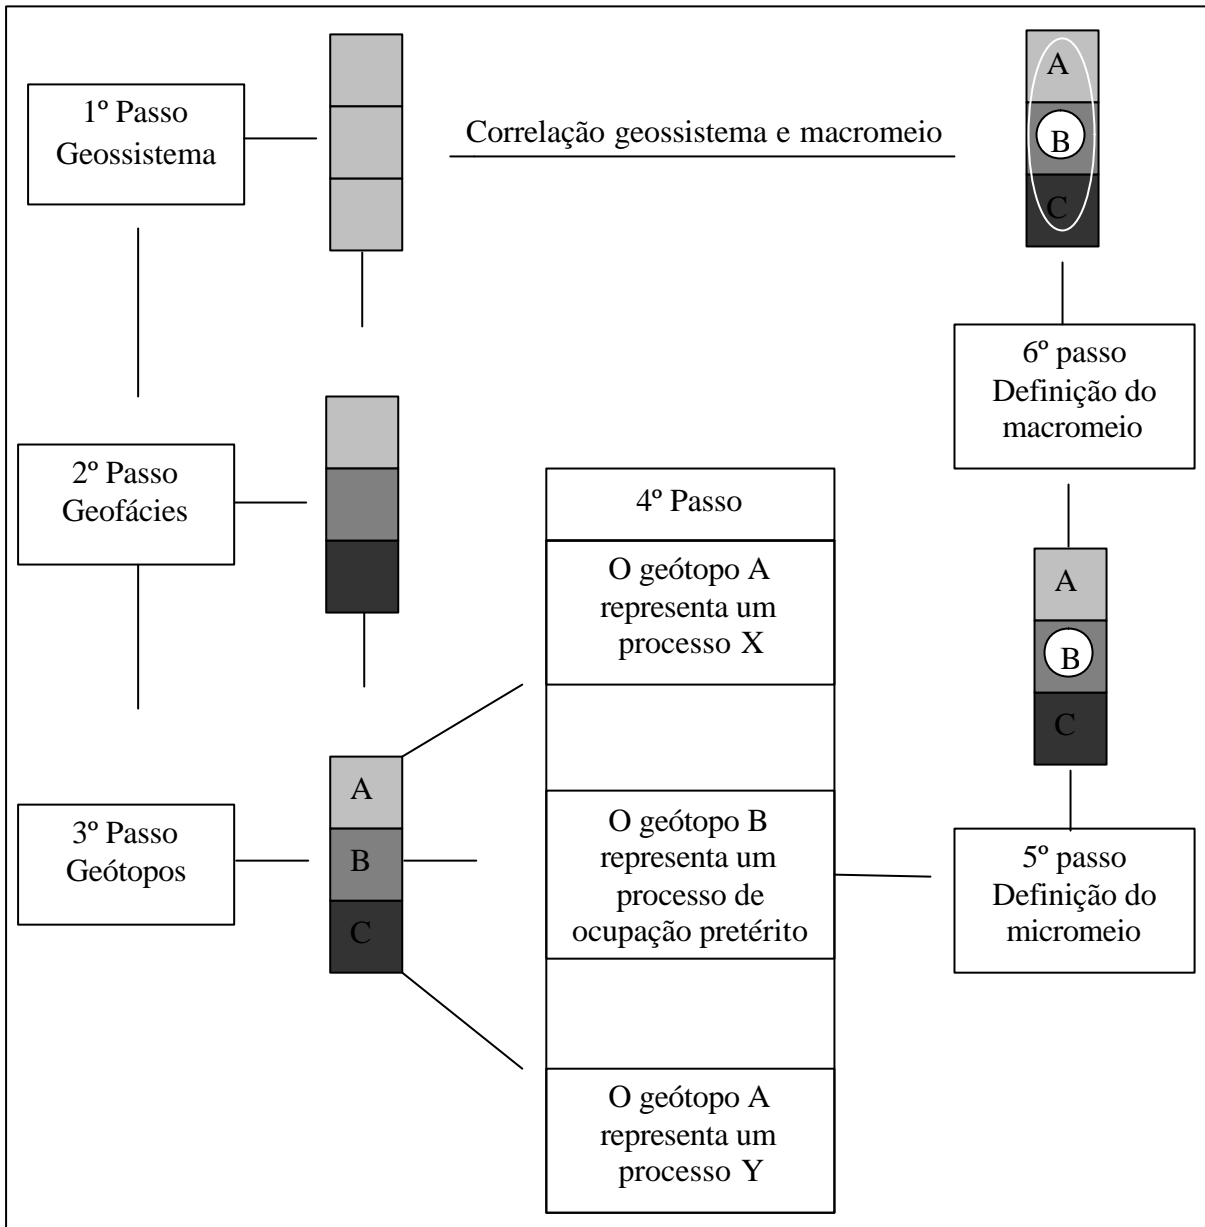 1º Passo
Geossistema
Correlação geossistema e macromeio
A
B
C
6º passo
Definição do
macromeio
2º Passo
Geofácies
4º Passo
O geótopo A
representa um
processo X
A
B
C
3º Passo
Geótopos
A
B
C
O geótopo B
representa um
processo de
ocupação pretérito
5º passo
Definição do
micromeio
O geótopo A
representa um
processo Y